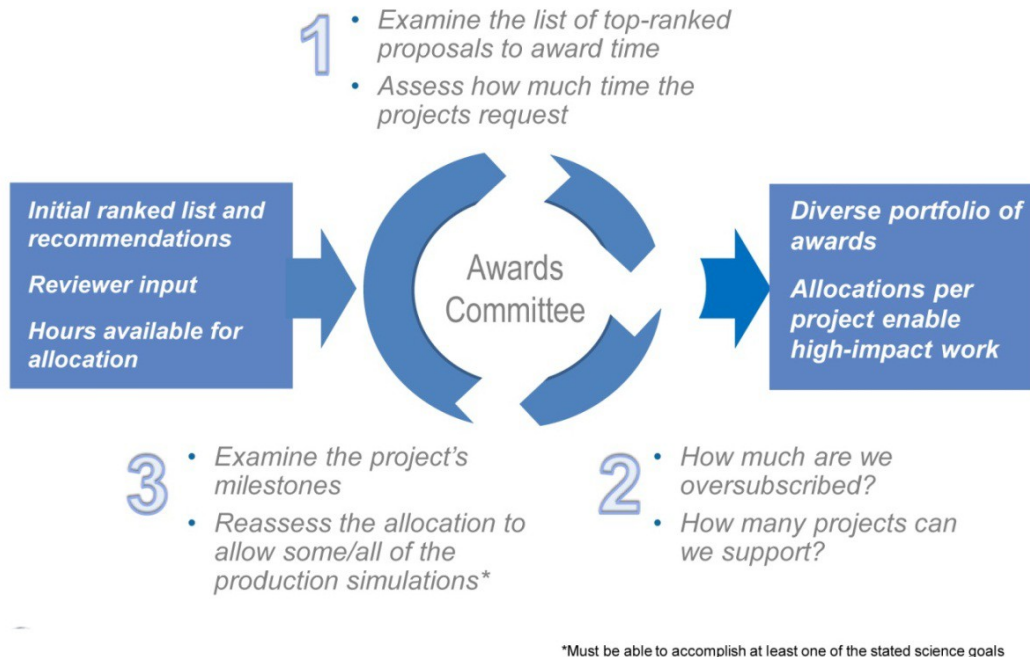 1
• Examine the list of top-ranked
proposals to award time
• Assess how much time the
projects request
Initial ranked list and
recommendations
Reviewer input
Hours available for
allocation
Awards
Committee
Diverse portfolio of
awards
Allocations per
project enable
high-impact work
3
• Examine the project's
milestones
• Reassess the allocation to
allow some/all of the
production simulations*
2
• How much are we
oversubscribed?
• How many projects can
we support?
*Must be able to accomplish at least one of the stated science goals